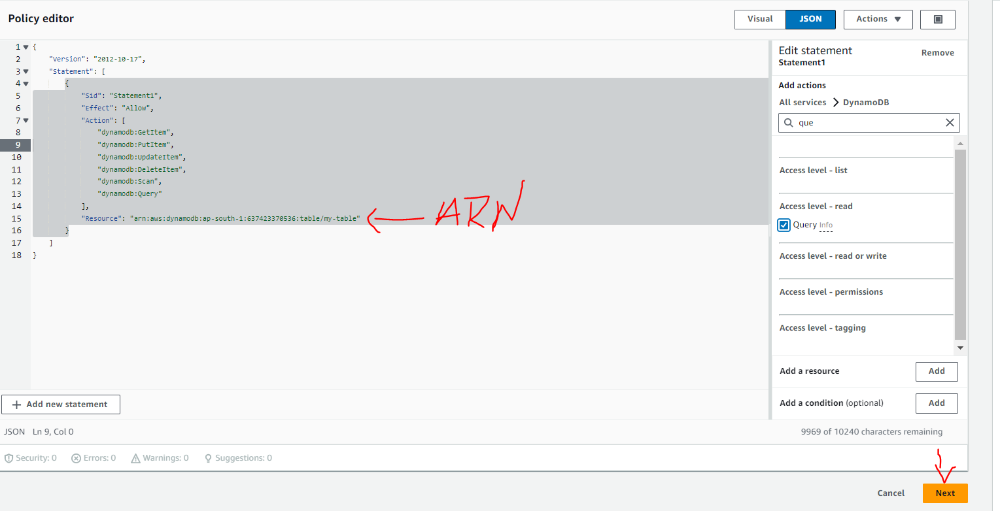 Policy editor
Visual JSON Actions
1 {
2 "Version": "2012-10-17",
3 "Statement": [
4 {
5 "Sid": "Statement1",
6 "Effect": "Allow",
7 "Action": [
8 "dynamodb:GetItem",
9 "dynamodb:PutItem",
10 "dynamodb:UpdateItem",
11 "dynamodb:DeleteItem",
12 "dynamodb:Scan",
13 "dynamodb:Query"
14 ],
15 "Resource": "arn:aws:dynamodb:ap-south-1:637423370536:table/my-table"
16 }
17 ]
18 }
ARN
Edit statement
Statement1
Remove
Add actions
All services > DynamoDB
que
Access level - list
Access level - read
Query Info
Access level - read or write
Access level - permissions
Access level - tagging
Add a resource Add
Add a condition (optional) Add
+ Add new statement
JSON Ln 9, Col 0
9969 of 10240 characters remaining
Security: 0 Errors: 0 Warnings: 0 Suggestions: 0
Cancel Next